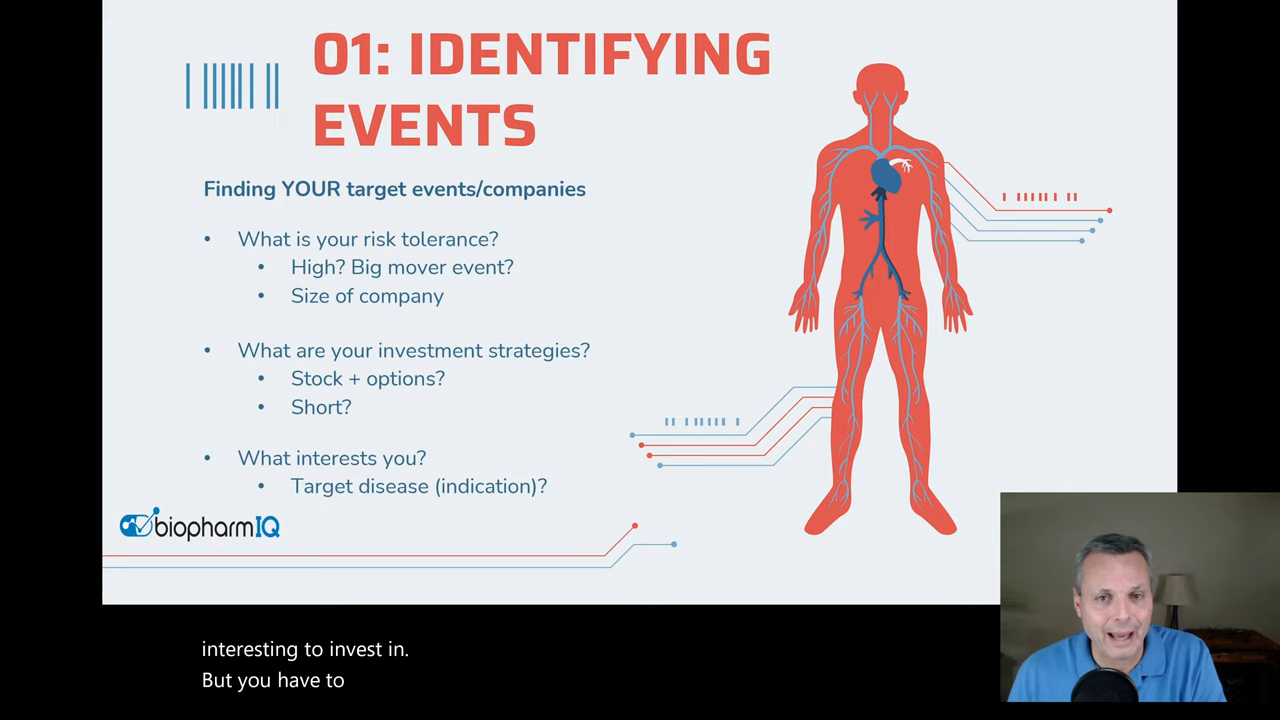 01: IDENTIFYING
EVENTS
Finding YOUR target events/companies
• What is your risk tolerance?
• High? Big mover event?
• Size of company
• What are your investment strategies?
• Stock + options?
• Short?
• What interests you?
• Target disease (indication)?
biopharmIQ
interesting to invest in.
But you have to